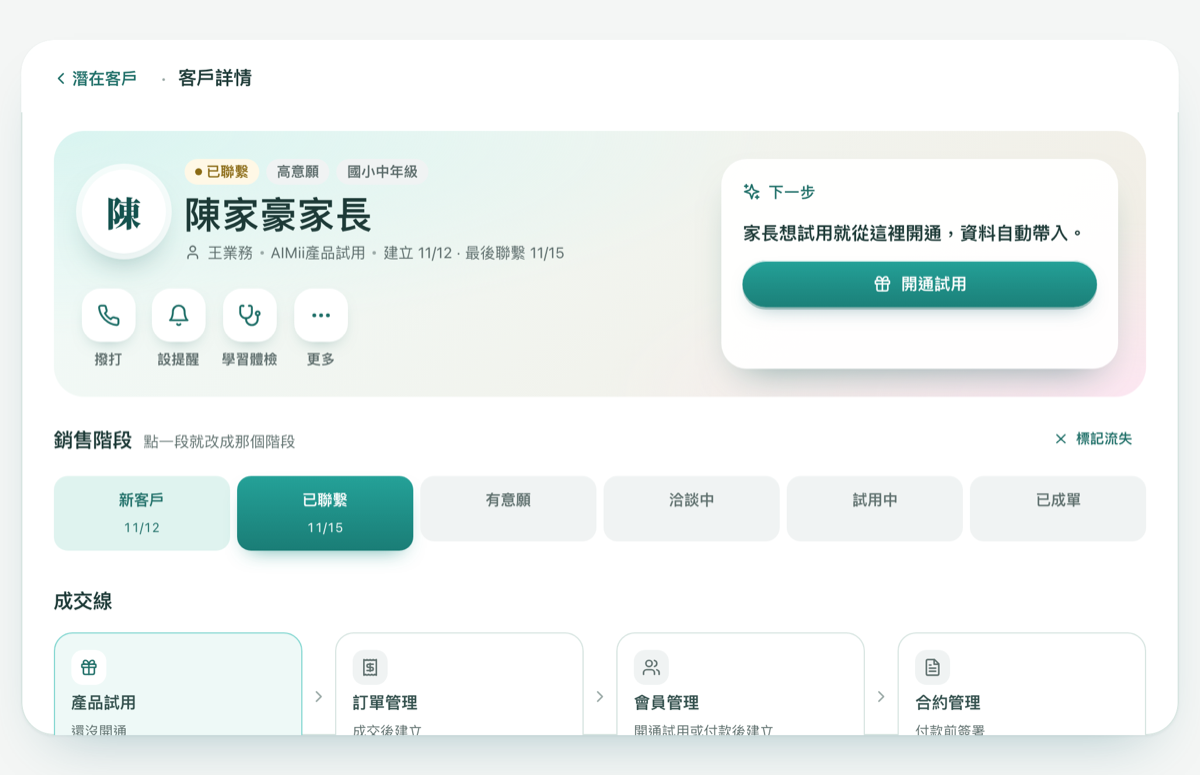 潛在客戶 · 客戶詳情
陳
已聯繫 高意願 國小中年級
陳家豪家長
王業務 • AIMii產品試用 • 建立 11/12 · 最後聯繫 11/15
撥打 設提醒 學習體檢 更多
下一步
家長想試用就從這裡開通，資料自動帶入。
開通試用
銷售階段 點一段就改成那個階段
標記流失
新客戶 已聯繫 有意願 洽談中 試用中 已成單
11/12 11/15
成交線
產品試用 訂單管理 會員管理 合約管理
還沒開通 成交後建立 開通試用或付款後建立 付款前簽署